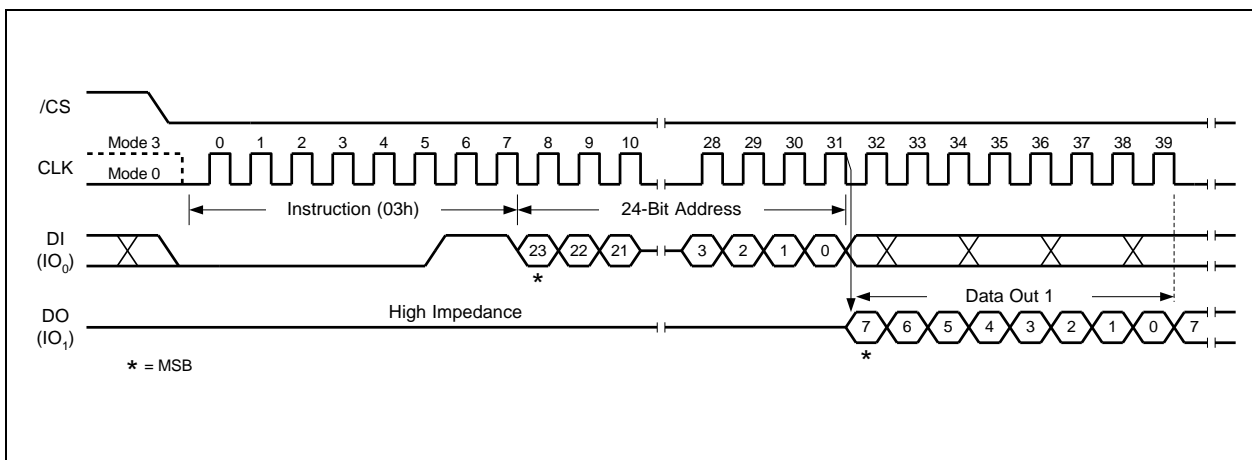 /CS
Mode 3 0 1 2 3 4 5 6 7 8 9 10 28 29 30 31 32 33 34 35 36 37 38 39
CLK
Mode 0
Instruction (03h) 24-Bit Address
DI
(IO₀)
23 22 21 3 2 1 0
*
Data Out 1
High Impedance
DO
(IO₁)
7 6 5 4 3 2 1 0 7
*
* = MSB